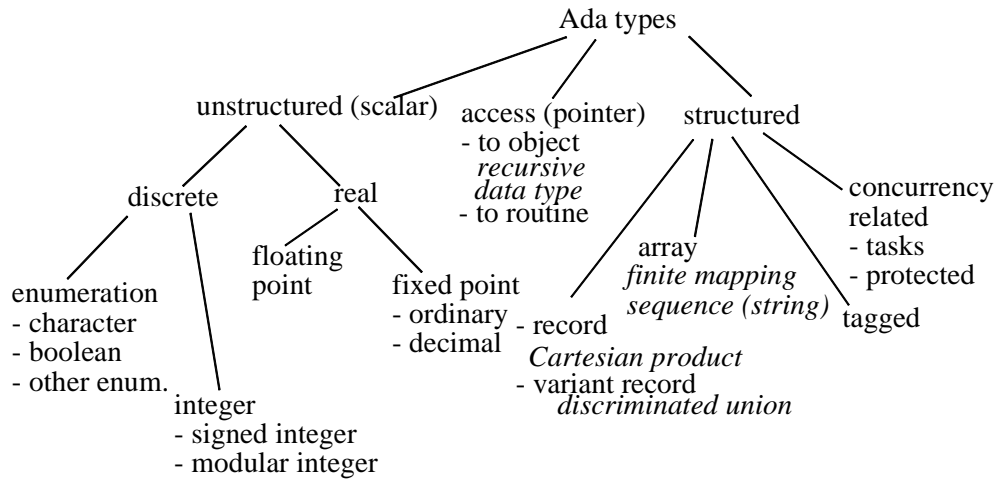 Ada types
unstructured (scalar)
access (pointer)
- to object
recursive
data type
- to routine
structured
discrete
real
enumeration
- character
- boolean
- other enum.
integer
- signed integer
- modular integer
floating
point
fixed point
- ordinary
- decimal
- record
Cartesian product
- variant record
discriminated union
array
finite mapping
sequence (string)
tagged
concurrency
related
- tasks
- protected